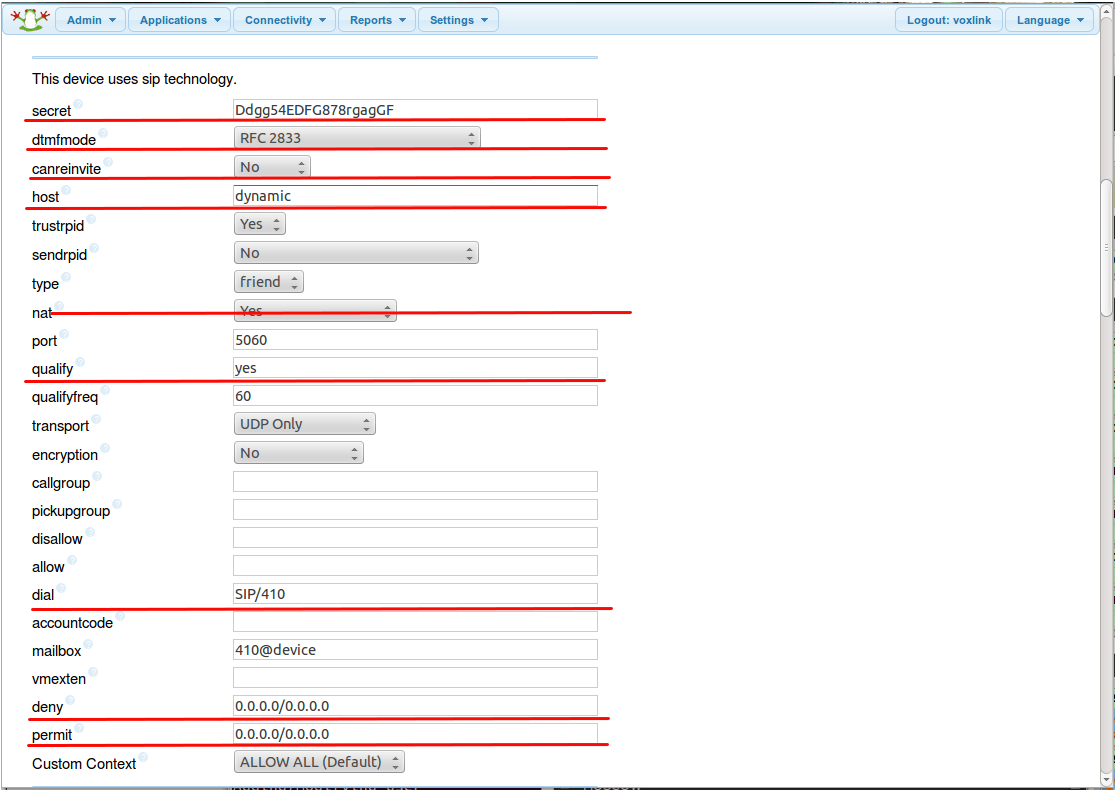 Admin Applications Connectivity Reports Settings Logout: voxlink Language
This device uses sip technology.
secret Ddgg54EDFG878rgagGF
dtmfmode RFC 2833
canreinvite No
host dynamic
trustrpid Yes
sendrpid No
type friend
nat Yes
port 5060
qualify yes
qualifyfreq 60
transport UDP Only
encryption No
callgroup
pickupgroup
disallow
allow
dial SIP/410
accountcode
mailbox 410@device
vmexten
deny 0.0.0.0/0.0.0.0
permit 0.0.0.0/0.0.0.0
Custom Context ALLOW ALL (Default)